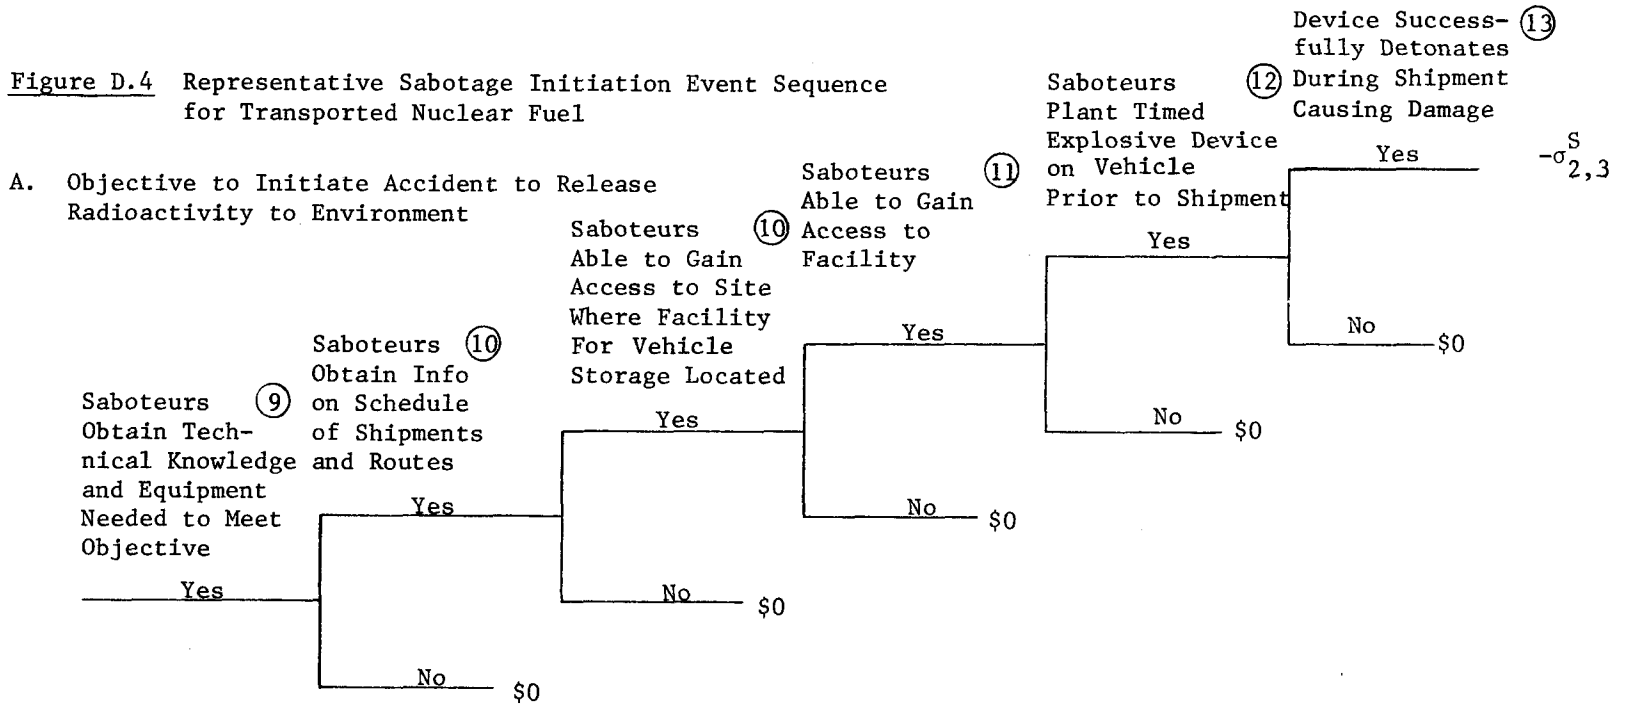 Figure D.4 Representative Sabotage Initiation Event Sequence
for Transported Nuclear Fuel
A. Objective to Initiate Accident to Release
Radioactivity to Environment
Saboteurs 9
Obtain Tech-
nical Knowledge
and Equipment
Needed to Meet
Objective
Yes
Saboteurs 10
Obtain Info
on Schedule
of Shipments
and Routes
Yes
No $0
Saboteurs 10
Able to Gain
Access to Site
Where Facility
For Vehicle
Storage Located
Yes
No $0
Saboteurs 11
Able to Gain
Access to
Facility
Yes
No $0
Saboteurs 12
Plant Timed
Explosive Device
on Vehicle
Prior to Shipment
Yes
No $0
Device Success- 13
fully Detonates
During Shipment
Causing Damage
Yes -σ S 2,3
No $0